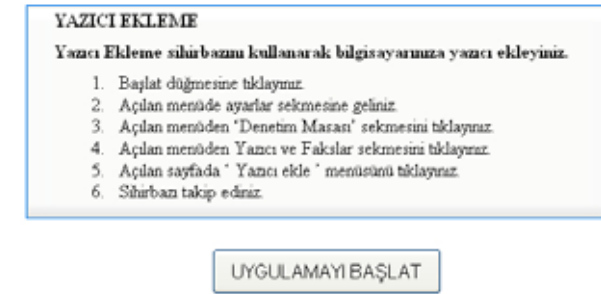 YAZICI EKLEME
Yazıcı Ekleme sihirbazını kullanarak bilgisayarınıza yazıcı ekleyiniz.
1. Başlat düğmesine tıklayınız.
2. Açılan menüde ayarlar sekmesine geliniz.
3. Açılan menüden "Denetim Masası" sekmesini tıklayınız.
4. Açılan menüden Yazıcı ve Fakslar sekmesini tıklayınız.
5. Açılan sayfada " Yazıcı ekle " menüsünü tıklayınız.
6. Sihirbazı takip ediniz.
UYGULAMAYI BAŞLAT